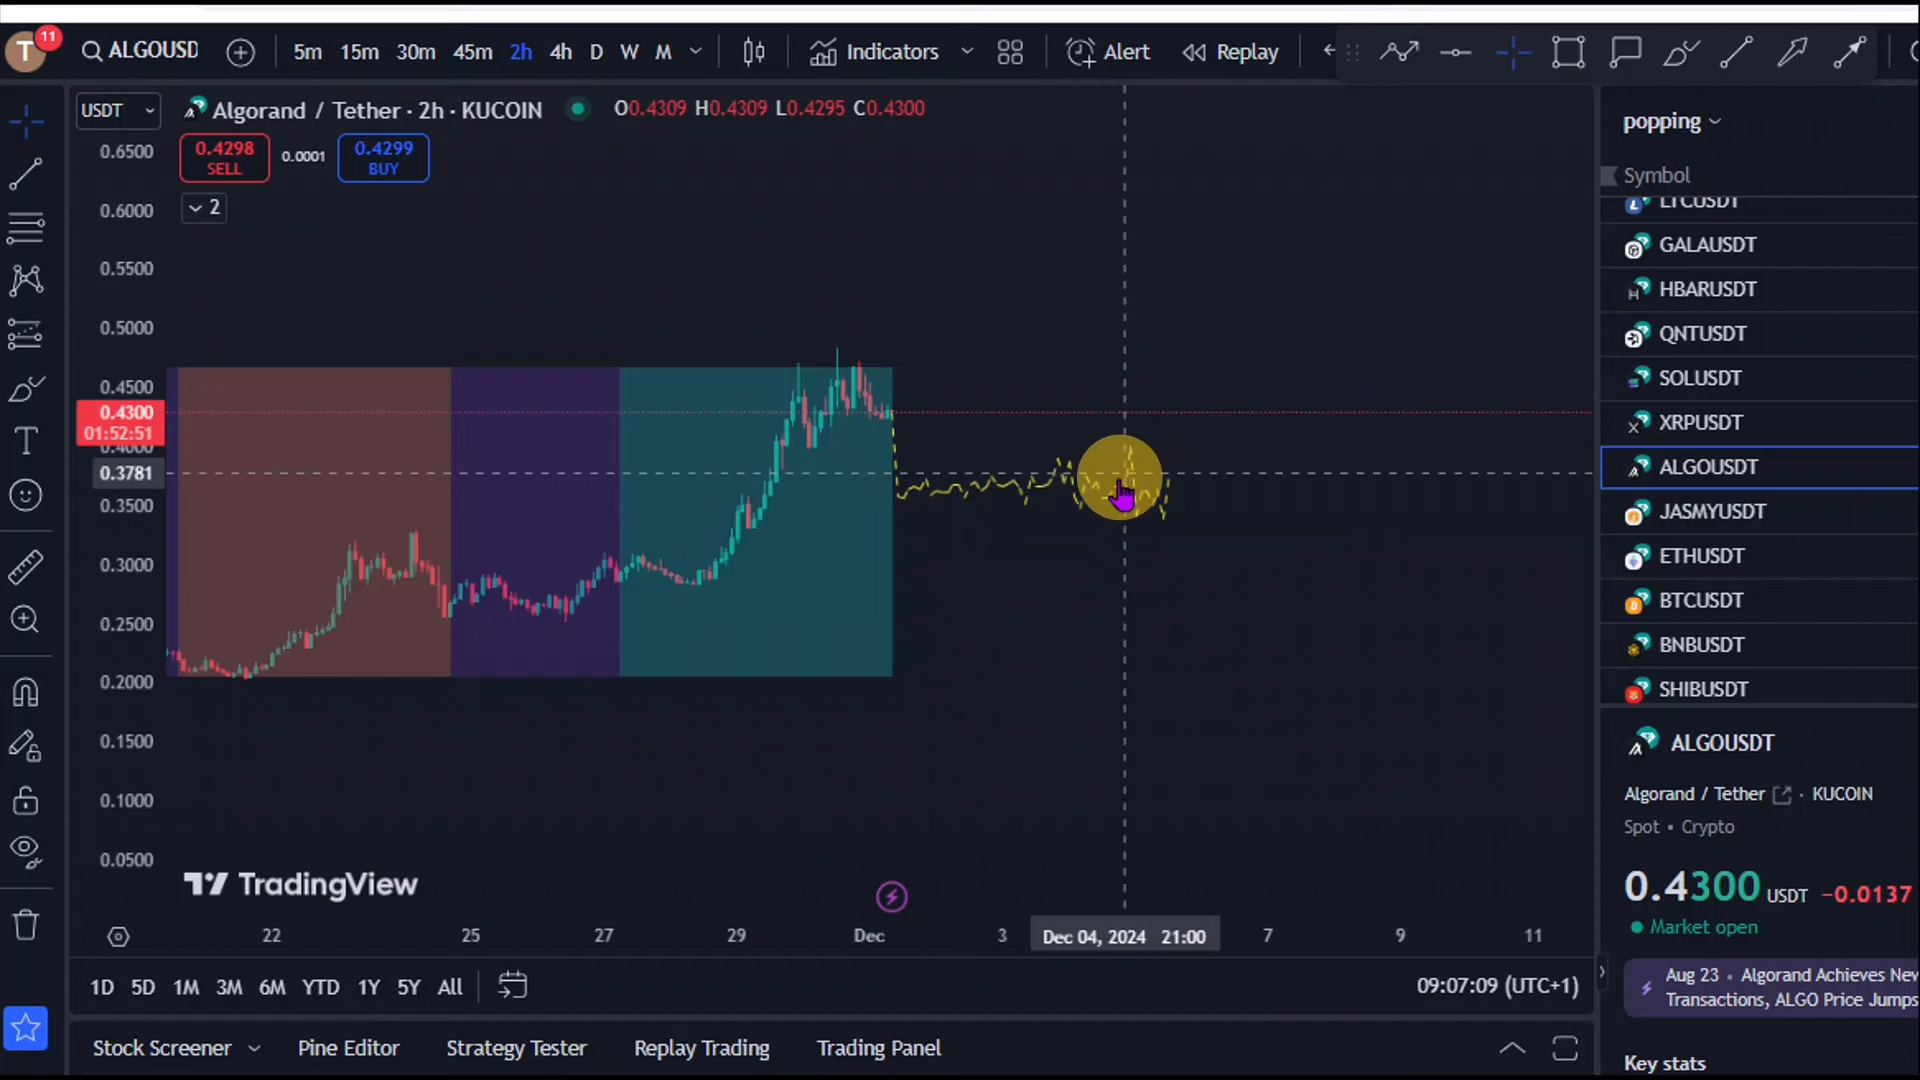 T 11 ALGOUSD 5m 15m 30m 45m 2h 4h D W M Indicators Alert Replay
USDT Algorand / Tether · 2h · KUCOIN O0.4309 H0.4309 L0.4295 C0.4300
0.4298 SELL 0.0001 0.4299 BUY
2
0.6500
0.6000
0.5500
0.5000
0.4500
0.4300
01:52:51
0.4000
0.3781
0.3500
0.3000
0.2500
0.2000
0.1500
0.1000
0.0500
TradingView
22 25 27 29 Dec 3 Dec 04, 2024 21:00 7 9 11
1D 5D 1M 3M 6M YTD 1Y 5Y All 09:07:09 (UTC+1)
Stock Screener Pine Editor Strategy Tester Replay Trading Trading Panel
popping
Symbol
LTCUSDT
GALAUSDT
HBARUSDT
QNTUSDT
SOLUSDT
XRPUSDT
ALGOUSDT
JASMYUSDT
ETHUSDT
BTCUSDT
BNBUSDT
SHIBUSDT
ALGOUSDT
Algorand / Tether · KUCOIN
Spot • Crypto
0.4300 USDT −0.0137
Market open
Aug 23 • Algorand Achieves Nev
Transactions, ALGO Price Jumps
Key stats